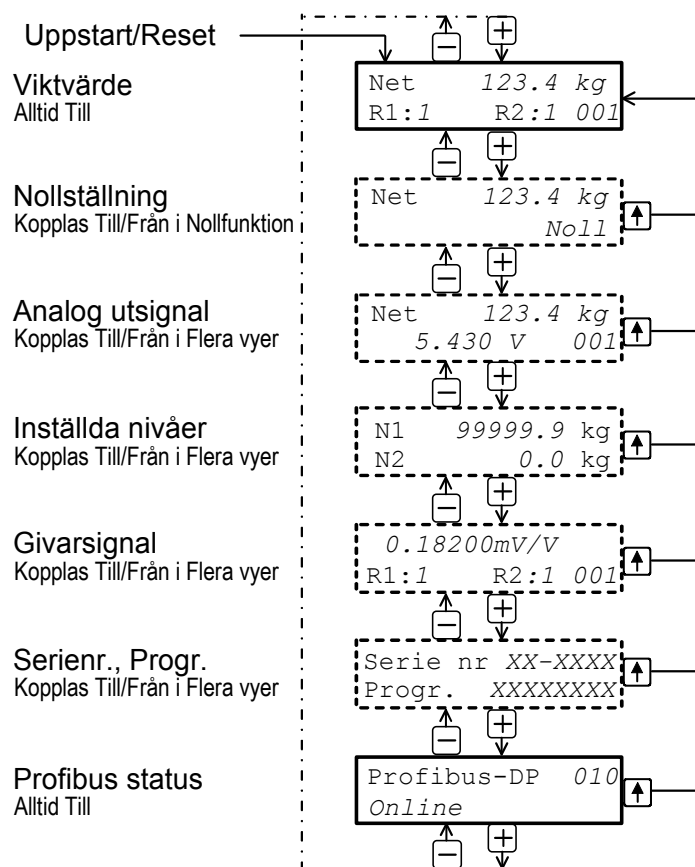 Uppstart/Reset
Viktvärde
Alltid Till
Net 123.4 kg
R1:1 R2:1 001
Nollställning
Kopplas Till/Från i Nollfunktion
Net 123.4 kg
Noll
Analog utsignal
Kopplas Till/Från i Flera vyer
Net 123.4 kg
5.430 V 001
Inställda nivåer
Kopplas Till/Från i Flera vyer
N1 99999.9 kg
N2 0.0 kg
Givarsignal
Kopplas Till/Från i Flera vyer
0.18200mV/V
R1:1 R2:1 001
Serienr., Progr.
Kopplas Till/Från i Flera vyer
Serie nr XX-XXXX
Progr. XXXXXXXX
Profibus status
Alltid Till
Profibus-DP 010
Online